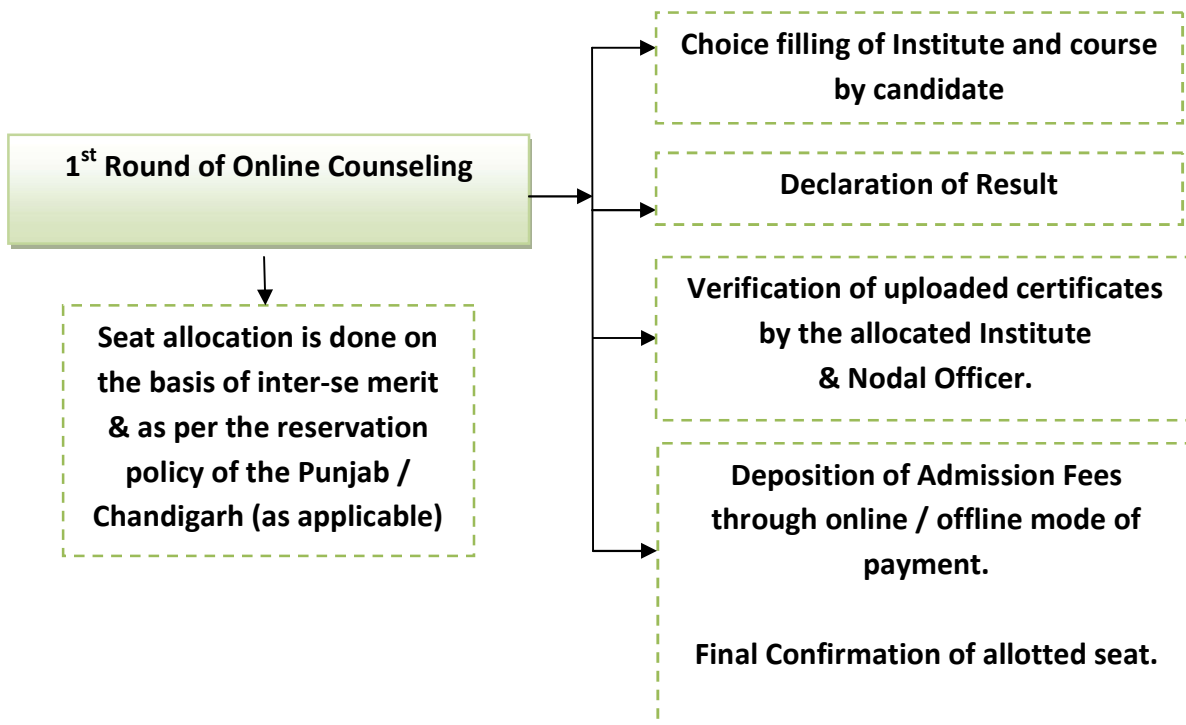 1st Round of Online Counseling
Seat allocation is done on
the basis of inter-se merit
& as per the reservation
policy of the Punjab /
Chandigarh (as applicable)
Choice filling of Institute and course
by candidate
Declaration of Result
Verification of uploaded certificates
by the allocated Institute
& Nodal Officer.
Deposition of Admission Fees
through online / offline mode of
payment.
Final Confirmation of allotted seat.